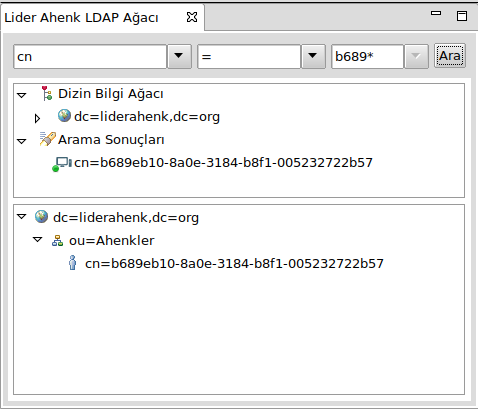 Lider Ahenk LDAP Ağacı
cn = b689* Ara
Dizin Bilgi Ağacı
dc=liderahenk,dc=org
Arama Sonuçları
cn=b689eb10-8a0e-3184-b8f1-005232722b57
dc=liderahenk,dc=org
ou=Ahenkler
cn=b689eb10-8a0e-3184-b8f1-005232722b57